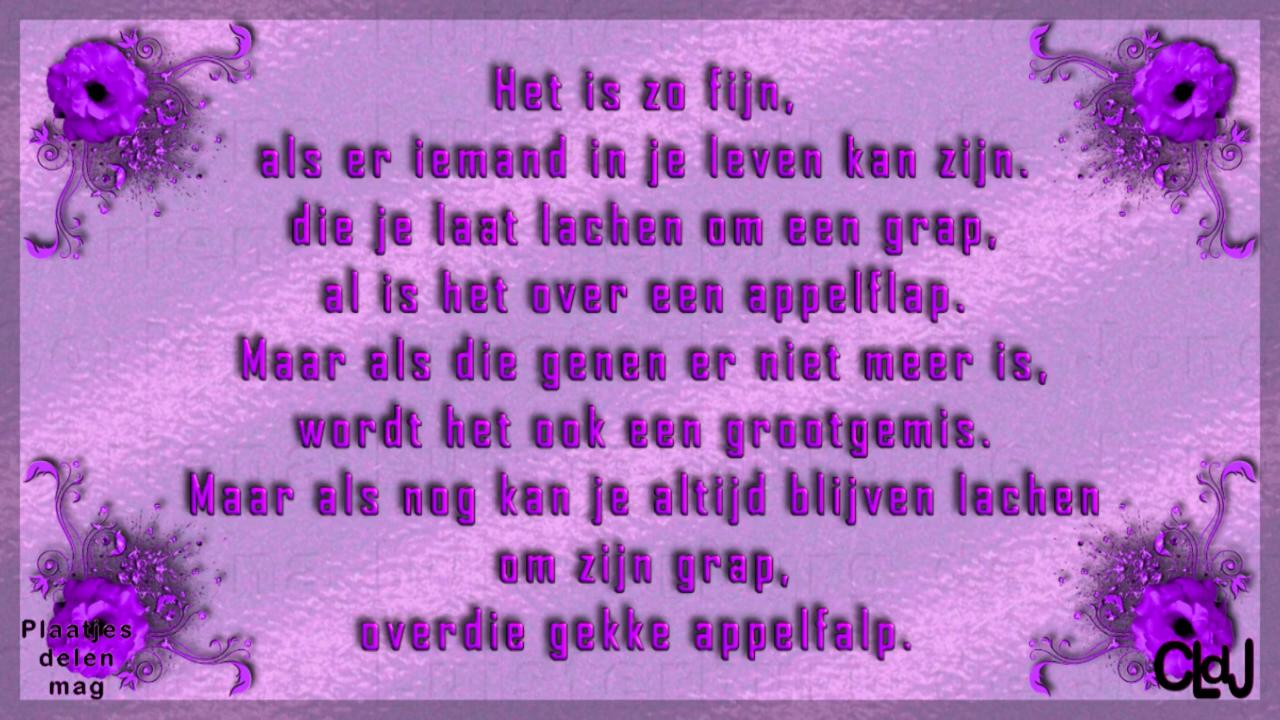 Het is zo fijn,
als er iemand in je leven kan zijn.
die je laat lachen om een grap,
al is het over een appelflap.
Maar als die genen er niet meer is,
wordt het ook een grootgemis.
Maar als nog kan je altijd blijven lachen
om zijn grap,
overdie gekke appelfalp.
Plaatjes
delen
mag
CLdJ